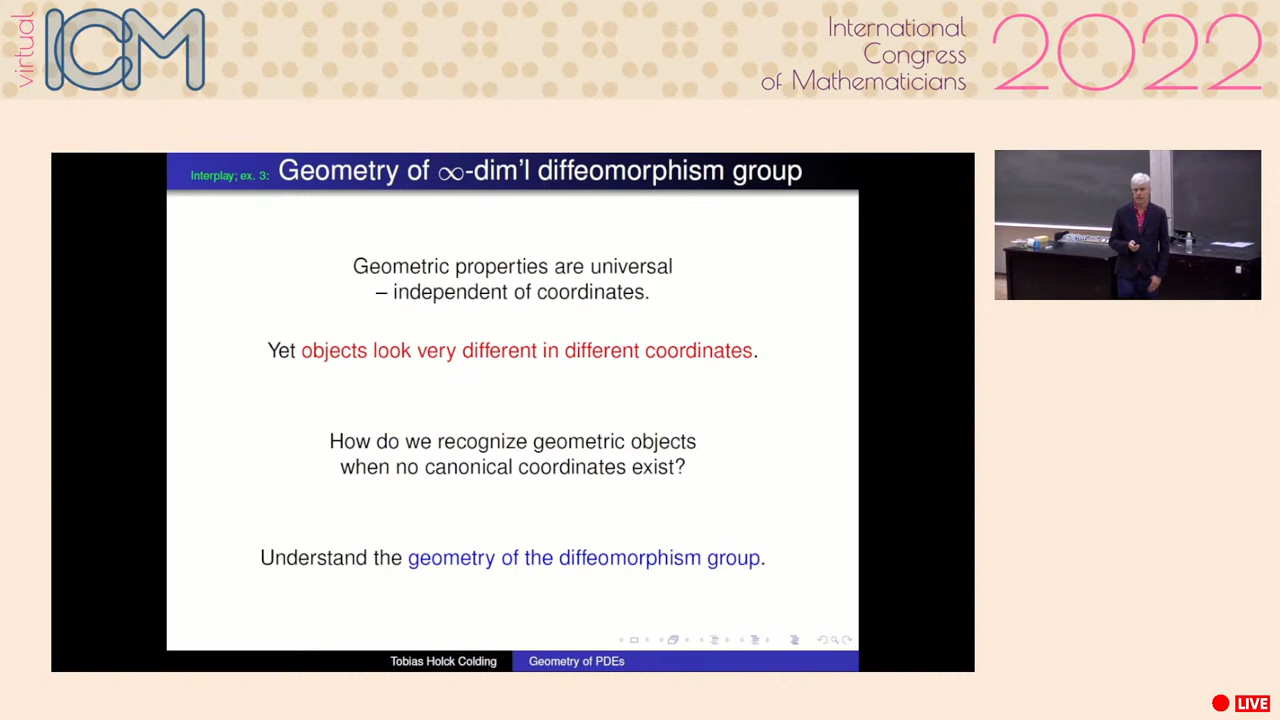 virtual
ICM
International
Congress
of Mathematicians
2022
Interplay; ex. 3: Geometry of ∞-dim'l diffeomorphism group
Geometric properties are universal
– independent of coordinates.
Yet objects look very different in different coordinates.
How do we recognize geometric objects
when no canonical coordinates exist?
Understand the geometry of the diffeomorphism group.
Tobias Holck Colding
Geometry of PDEs
LIVE